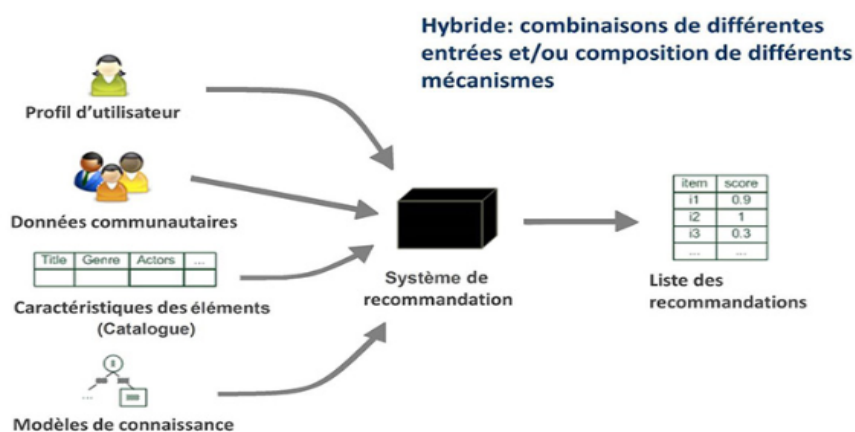 Hybride: combinaisons de différentes
entrées et/ou composition de différents
mécanismes
Profil d'utilisateur
Données communautaires
Title Genre Actors ...
Caractéristiques des éléments
(Catalogue)
...
Modèles de connaissance
Système de
recommandation
item score
i1 0.9
i2 1
i3 0.3
... ...
Liste des
recommandations